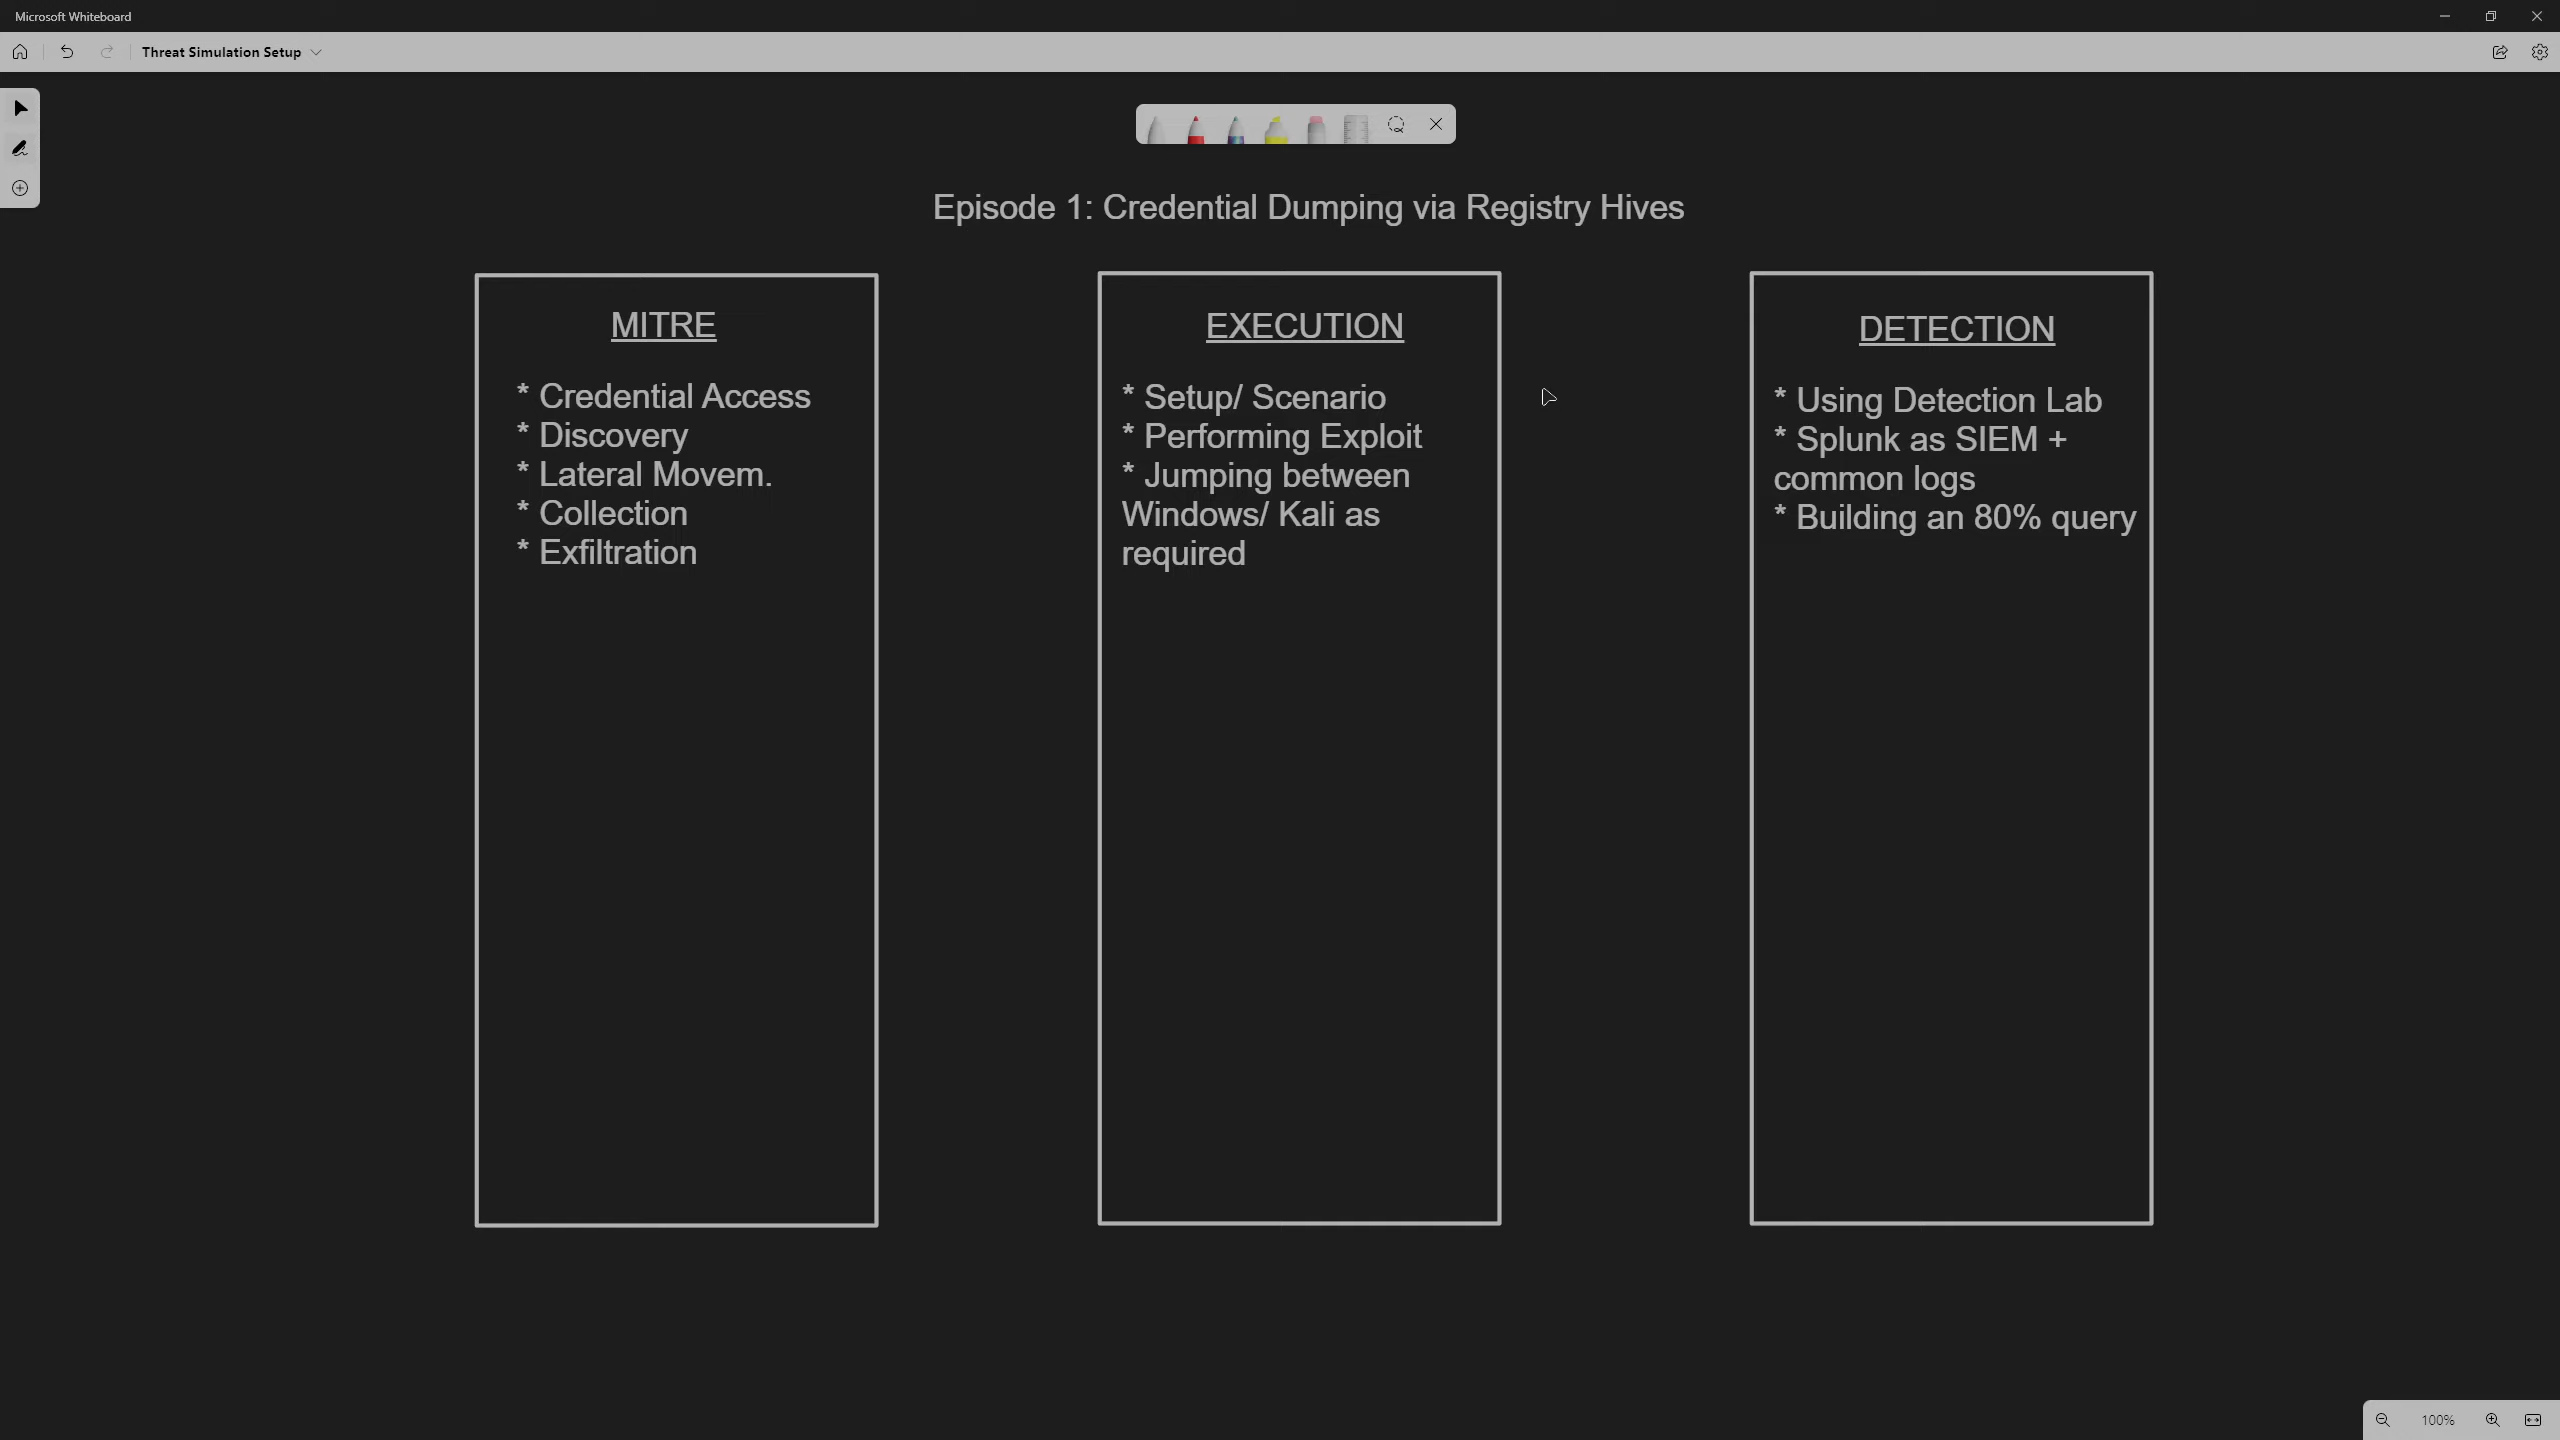 Microsoft Whiteboard
Threat Simulation Setup
Episode 1: Credential Dumping via Registry Hives
MITRE
* Credential Access
* Discovery
* Lateral Movem.
* Collection
* Exfiltration
EXECUTION
* Setup/ Scenario
* Performing Exploit
* Jumping between
Windows/ Kali as
required
DETECTION
* Using Detection Lab
* Splunk as SIEM +
common logs
* Building an 80% query
100%